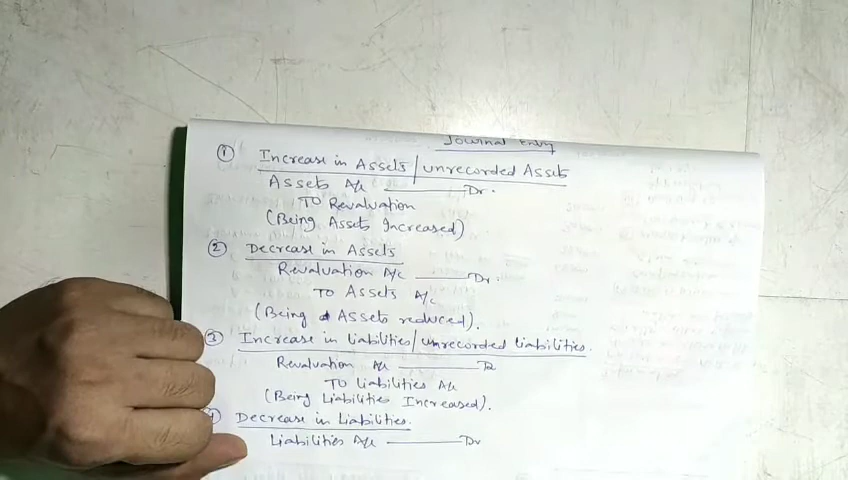 Journal Entry
① Increase in Assets / unrecorded Assets
Assets A/c ——— Dr.
TO Revaluation
(Being Assets Increased)
② Decrease in Assets
Revaluation A/c ——— Dr.
TO Assets A/c
(Being Assets reduced).
③ Increase in liabilities / unrecorded liabilities.
Revaluation A/c ——— Dr
TO liabilities A/c
(Being Liabilities Increased).
④ Decrease in Liabilities.
Liabilities A/c ——— Dr